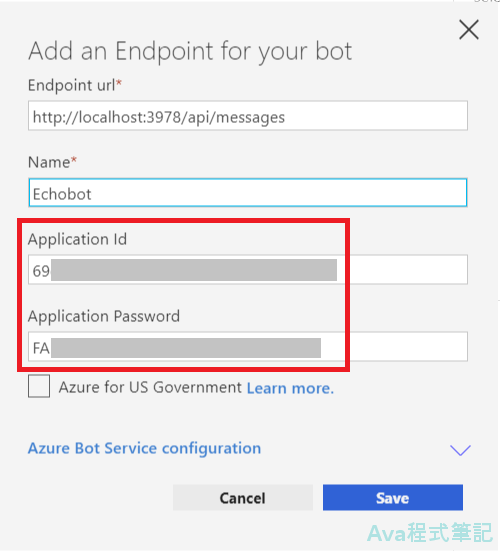 Add an Endpoint for your bot
Endpoint url*
http://localhost:3978/api/messages
Name*
Echobot
Application Id
69
Application Password
FA
Azure for US Government Learn more.
Azure Bot Service configuration
Cancel Save
Ava程式筆記